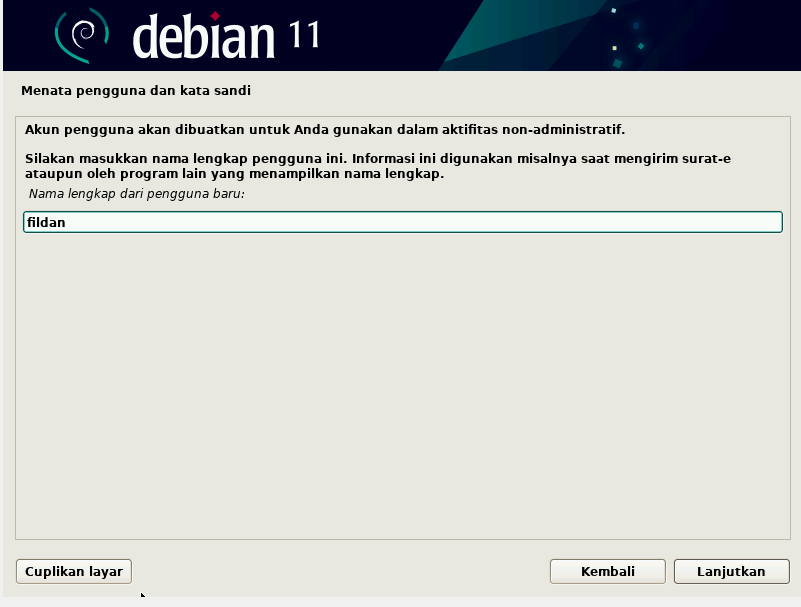 debian 11
Menata pengguna dan kata sandi
Akun pengguna akan dibuatkan untuk Anda gunakan dalam aktifitas non-administratif.
Silakan masukkan nama lengkap pengguna ini. Informasi ini digunakan misalnya saat mengirim surat-e
ataupun oleh program lain yang menampilkan nama lengkap.
Nama lengkap dari pengguna baru:
fildan
Cuplikan layar
Kembali
Lanjutkan